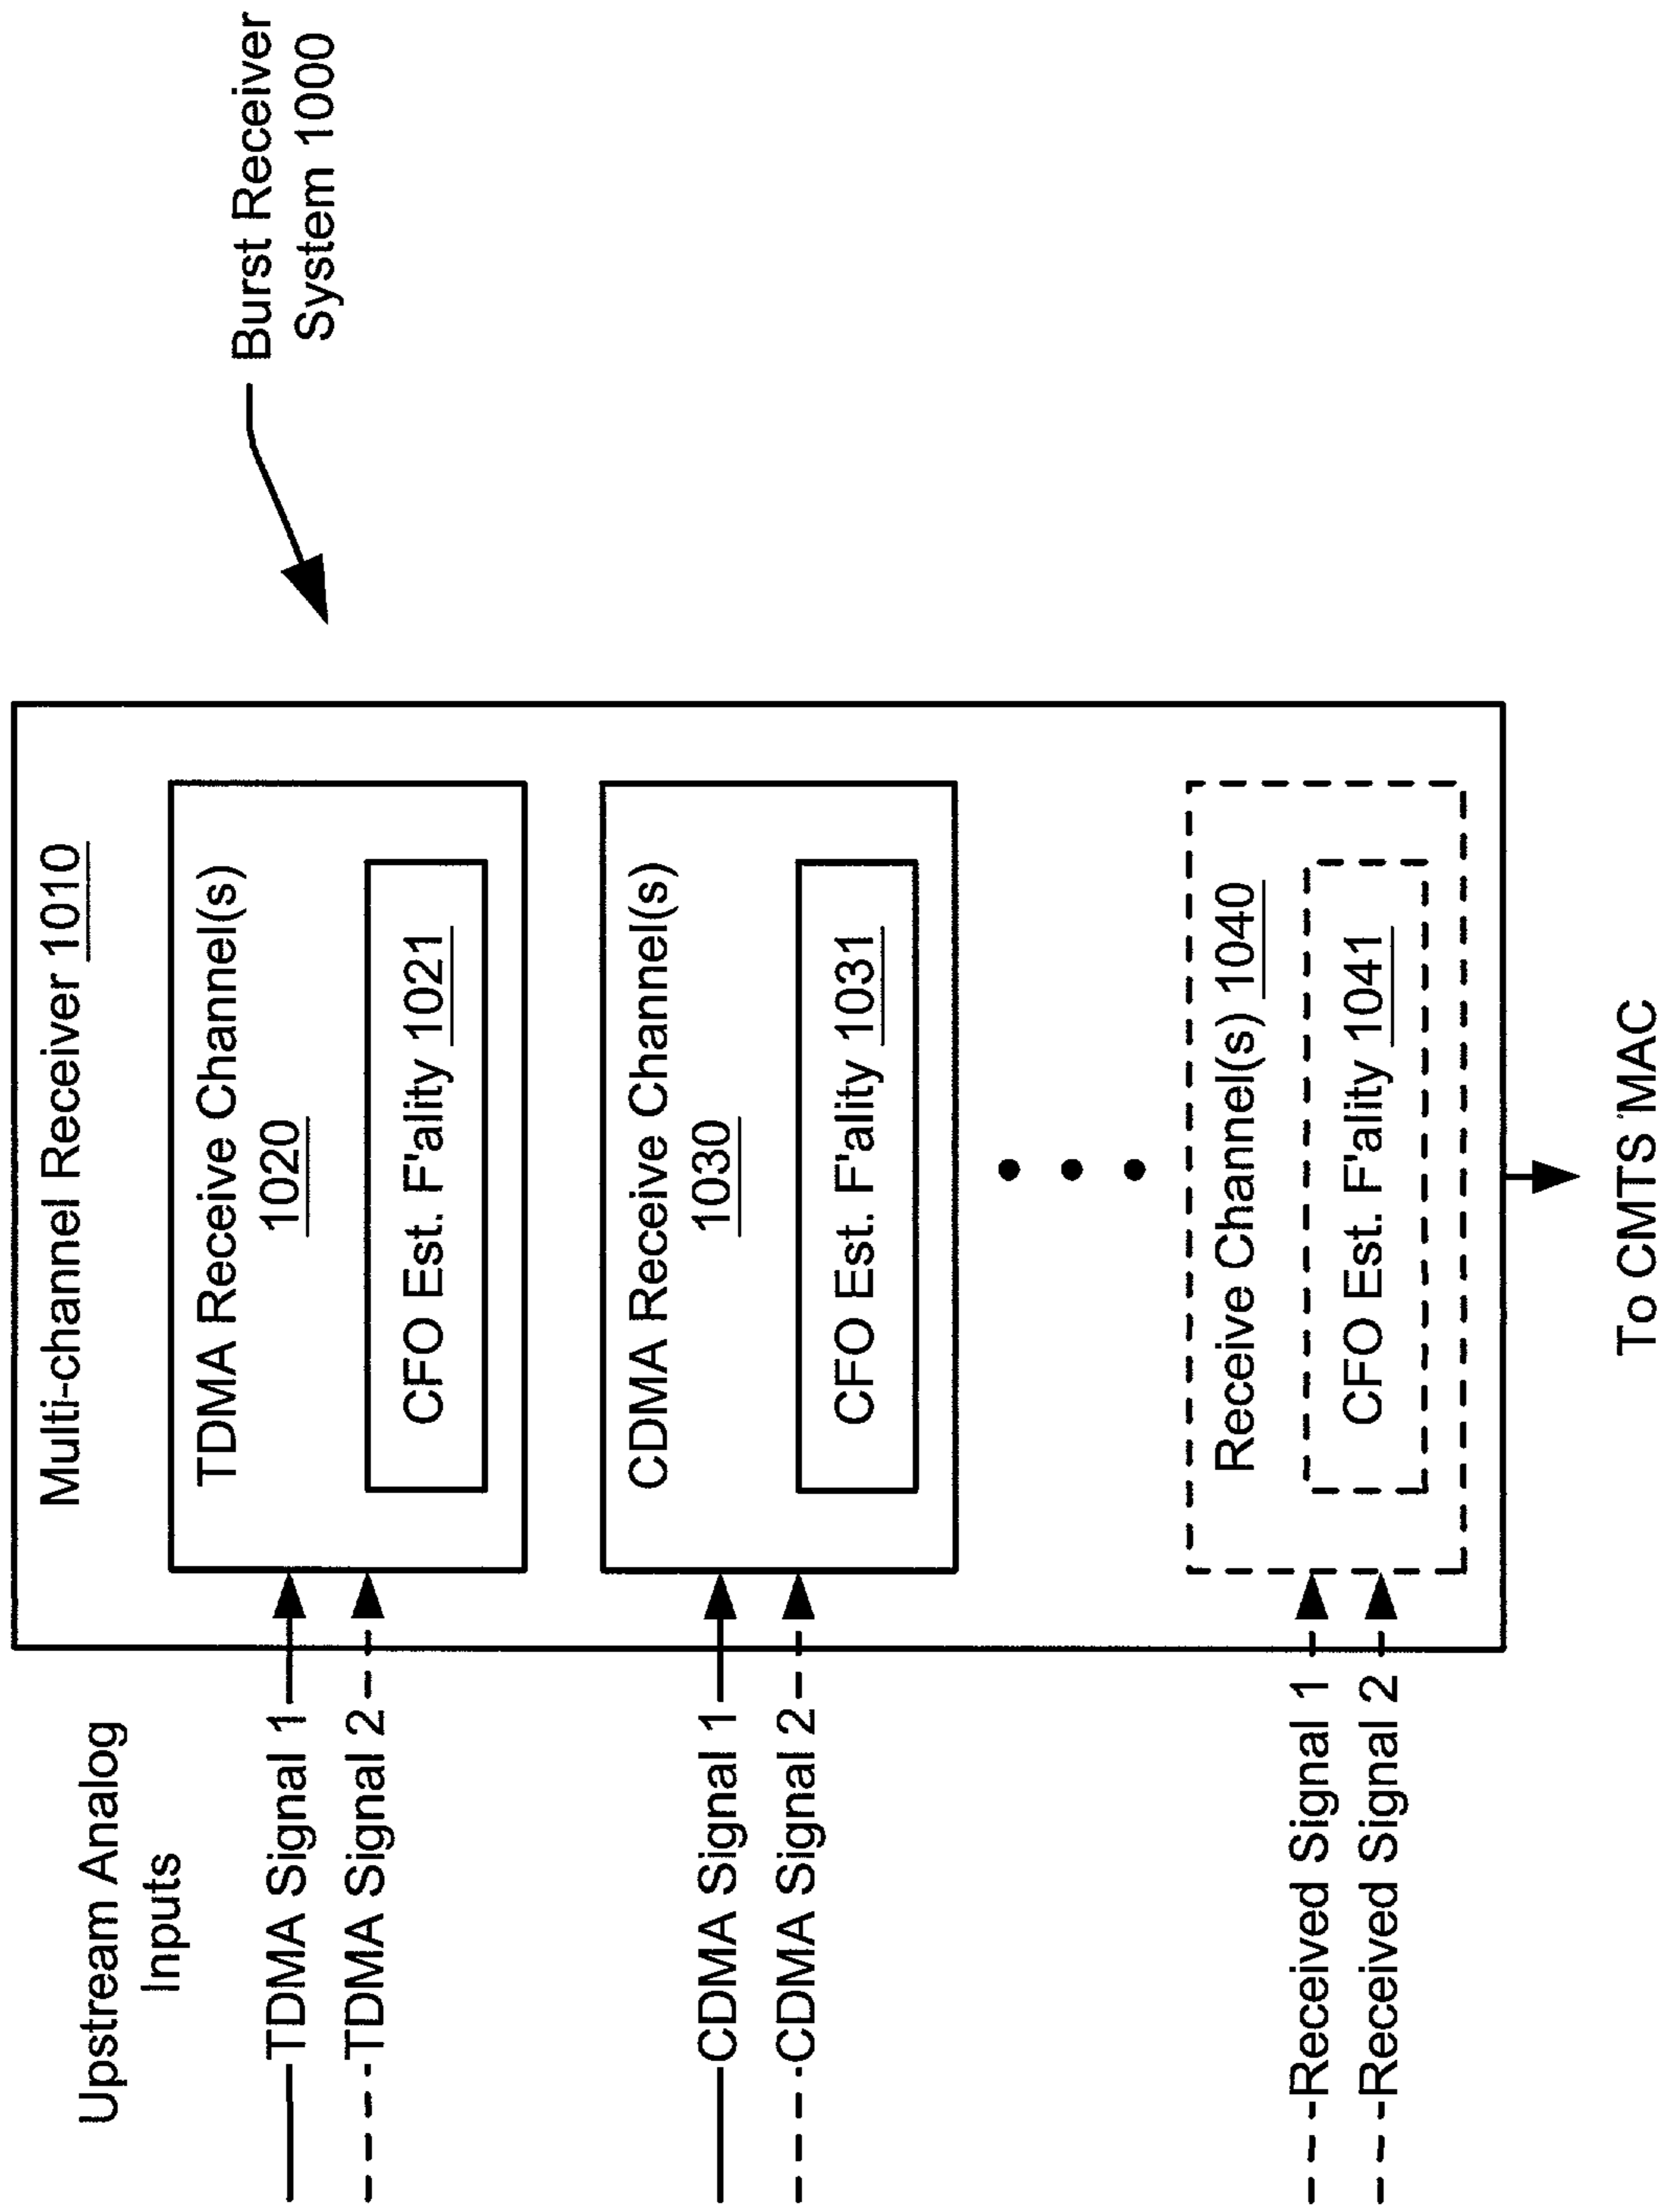 Burst Receiver
System 1000
Upstream Analog
Inputs
Multi-channel Receiver 1010
TDMA Signal 1
TDMA Signal 2
TDMA Receive Channel(s)
1020
CFO Est. F'ality 1021
CDMA Signal 1
CDMA Signal 2
CDMA Receive Channel(s)
1030
CFO Est. F'ality 1031
Received Signal 1
Received Signal 2
Receive Channel(s) 1040
CFO Est. F'ality 1041
To CMTS MAC